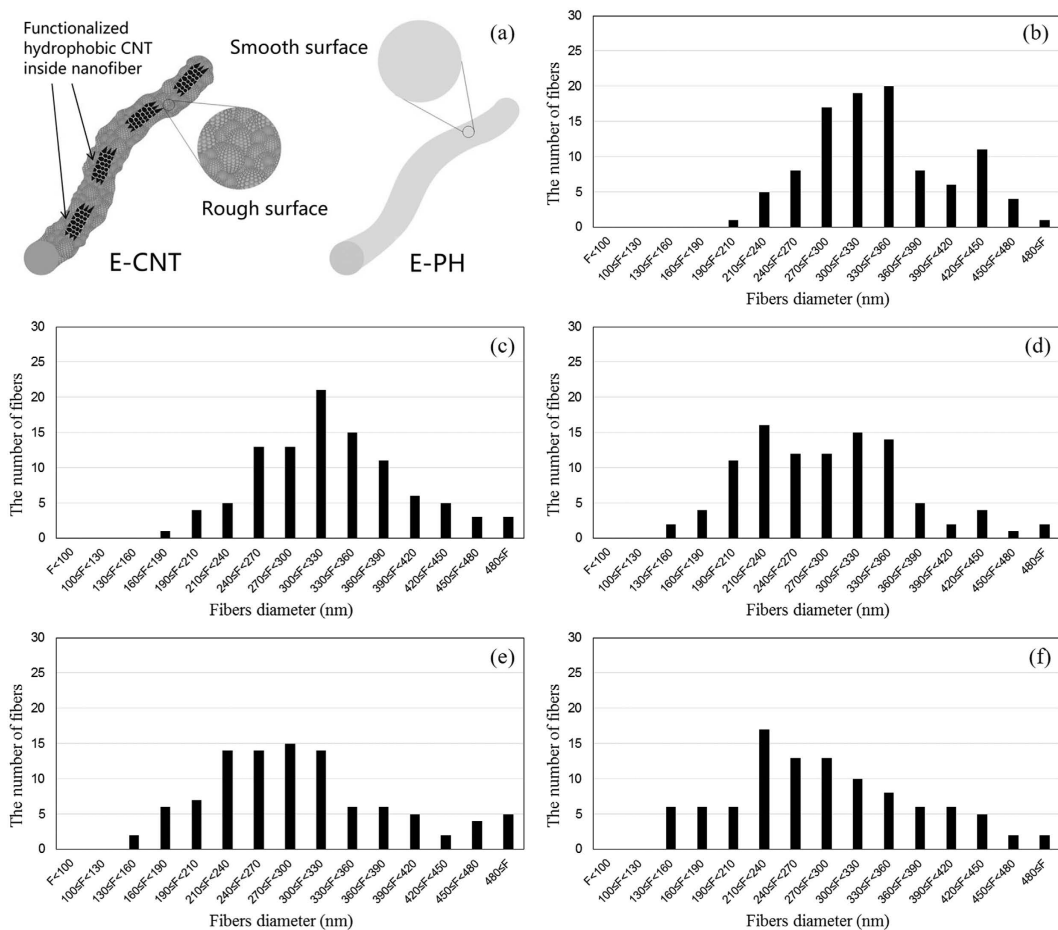 Functionalized
hydrophobic CNT
inside nanofiber
Smooth surface
(a)
Rough surface
E-CNT
E-PH
(b)
The number of fibers
30
25
20
15
10
5
0
F<100
100≤F<130
130≤F<160
160≤F<190
190≤F<210
210≤F<240
240≤F<270
270≤F<300
300≤F<330
330≤F<360
360≤F<390
390≤F<420
420≤F<450
450≤F<480
480≤F
Fibers diameter (nm)
(c)
The number of fibers
30
25
20
15
10
5
0
F<100
100≤F<130
130≤F<160
160≤F<190
190≤F<210
210≤F<240
240≤F<270
270≤F<300
300≤F<330
330≤F<360
360≤F<390
390≤F<420
420≤F<450
450≤F<480
480≤F
Fibers diameter (nm)
(d)
The number of fibers
30
25
20
15
10
5
0
F<100
100≤F<130
130≤F<160
160≤F<190
190≤F<210
210≤F<240
240≤F<270
270≤F<300
300≤F<330
330≤F<360
360≤F<390
390≤F<420
420≤F<450
450≤F<480
480≤F
Fibers diameter (nm)
(e)
The number of fibers
30
25
20
15
10
5
0
F<100
100≤F<130
130≤F<160
160≤F<190
190≤F<210
210≤F<240
240≤F<270
270≤F<300
300≤F<330
330≤F<360
360≤F<390
390≤F<420
420≤F<450
450≤F<480
480≤F
Fibers diameter (nm)
(f)
The number of fibers
30
25
20
15
10
5
0
F<100
100≤F<130
130≤F<160
160≤F<190
190≤F<210
210≤F<240
240≤F<270
270≤F<300
300≤F<330
330≤F<360
360≤F<390
390≤F<420
420≤F<450
450≤F<480
480≤F
Fibers diameter (nm)